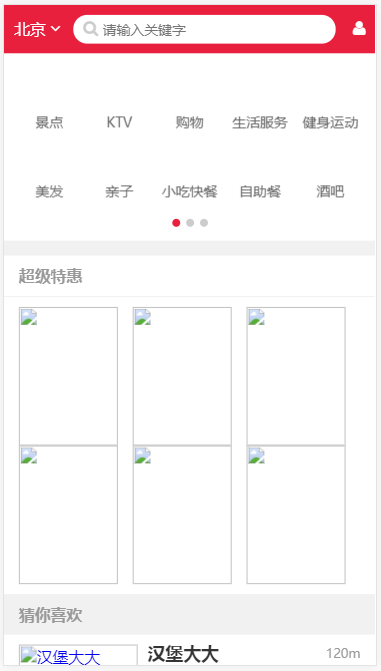 北京
请输入关键字
景点 KTV 购物 生活服务 健身运动
美发 亲子 小吃快餐 自助餐 酒吧
超级特惠
猜你喜欢
汉堡大大 汉堡大大 120m